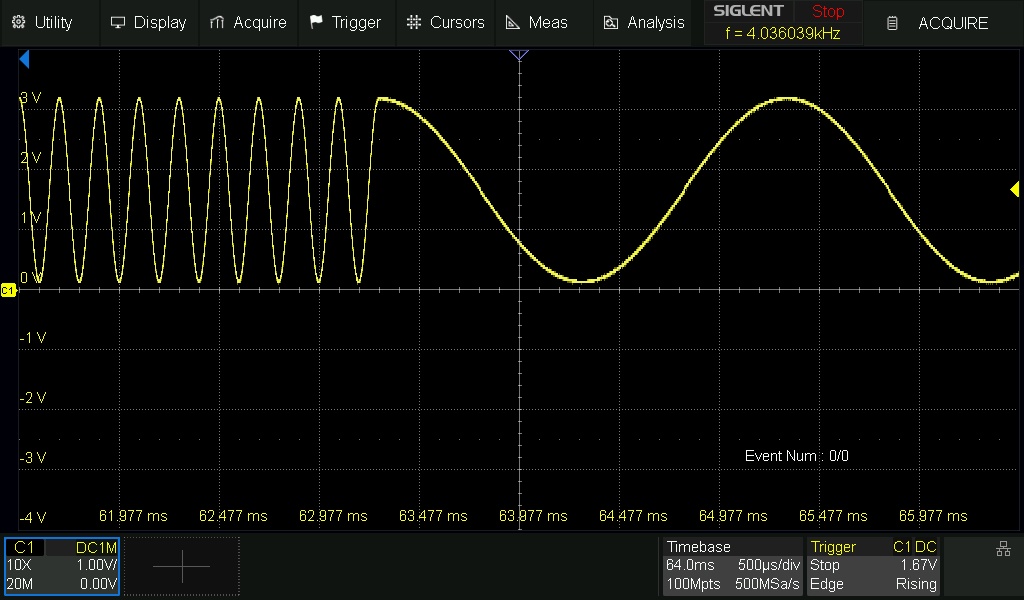 Utility Display Acquire Trigger Cursors Meas Analysis SIGLENT Stop ACQUIRE
f = 4.036039kHz
3 V
2 V
1 V
0 V
C1
-1 V
-2 V
-3 V
Event Num : 0/0
-4 V
61.977 ms 62.477 ms 62.977 ms 63.477 ms 63.977 ms 64.477 ms 64.977 ms 65.477 ms 65.977 ms
C1 DC1M
10X 1.00V/
20M 0.00V
Timebase
64.0ms 500µs/div
100Mpts 500MSa/s
Trigger C1 DC
Stop 1.67V
Edge Rising